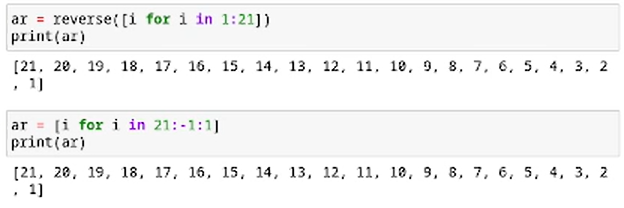 ar = reverse([i for i in 1:21])
print(ar)
[21, 20, 19, 18, 17, 16, 15, 14, 13, 12, 11, 10, 9, 8, 7, 6, 5, 4, 3, 2
, 1]
ar = [i for i in 21:-1:1]
print(ar)
[21, 20, 19, 18, 17, 16, 15, 14, 13, 12, 11, 10, 9, 8, 7, 6, 5, 4, 3, 2
, 1]